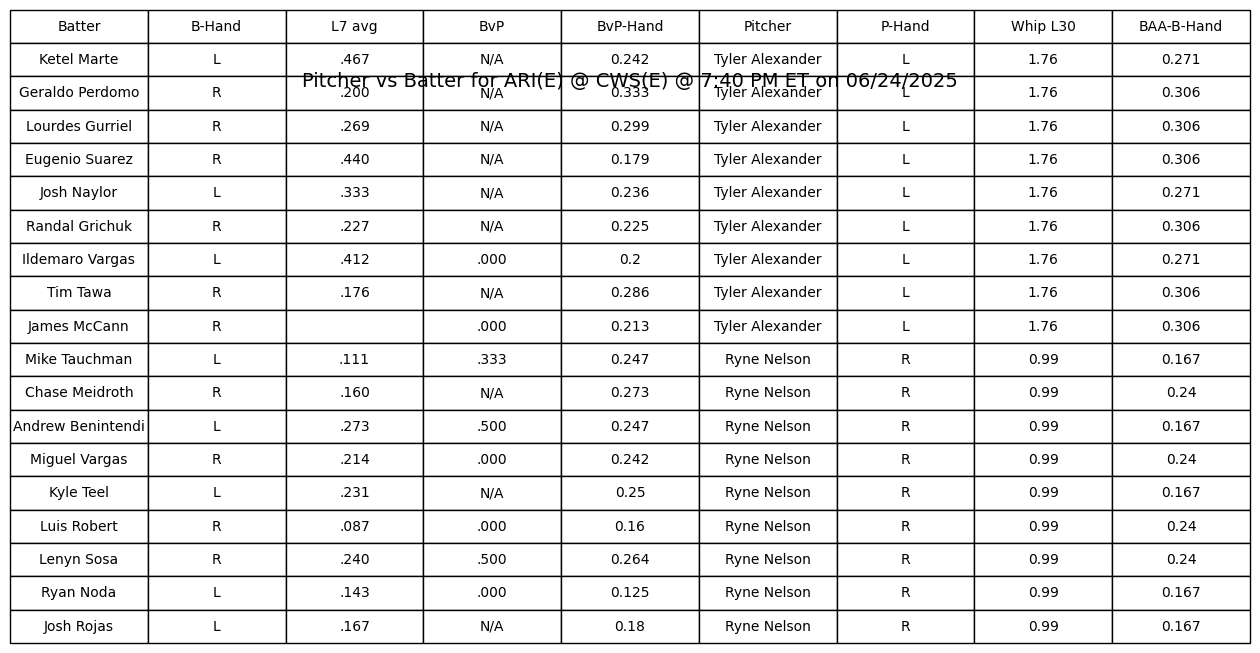 Batter B-Hand L7 avg BvP BvP-Hand Pitcher P-Hand Whip L30 BAA-B-Hand
Ketel Marte L .467 N/A 0.242 Tyler Alexander L 1.76 0.271
Pitcher vs Batter for ARI(E) @ CWS(E) @ 7:40 PM ET on 06/24/2025
Geraldo Perdomo R .200 N/A 0.333 Tyler Alexander L 1.76 0.306
Lourdes Gurriel R .269 N/A 0.299 Tyler Alexander L 1.76 0.306
Eugenio Suarez R .440 N/A 0.179 Tyler Alexander L 1.76 0.306
Josh Naylor L .333 N/A 0.236 Tyler Alexander L 1.76 0.271
Randal Grichuk R .227 N/A 0.225 Tyler Alexander L 1.76 0.306
Ildemaro Vargas L .412 .000 0.2 Tyler Alexander L 1.76 0.271
Tim Tawa R .176 N/A 0.286 Tyler Alexander L 1.76 0.306
James McCann R .000 0.213 Tyler Alexander L 1.76 0.306
Mike Tauchman L .111 .333 0.247 Ryne Nelson R 0.99 0.167
Chase Meidroth R .160 N/A 0.273 Ryne Nelson R 0.99 0.24
Andrew Benintendi L .273 .500 0.247 Ryne Nelson R 0.99 0.167
Miguel Vargas R .214 .000 0.242 Ryne Nelson R 0.99 0.24
Kyle Teel L .231 N/A 0.25 Ryne Nelson R 0.99 0.167
Luis Robert R .087 .000 0.16 Ryne Nelson R 0.99 0.24
Lenyn Sosa R .240 .500 0.264 Ryne Nelson R 0.99 0.24
Ryan Noda L .143 .000 0.125 Ryne Nelson R 0.99 0.167
Josh Rojas L .167 N/A 0.18 Ryne Nelson R 0.99 0.167